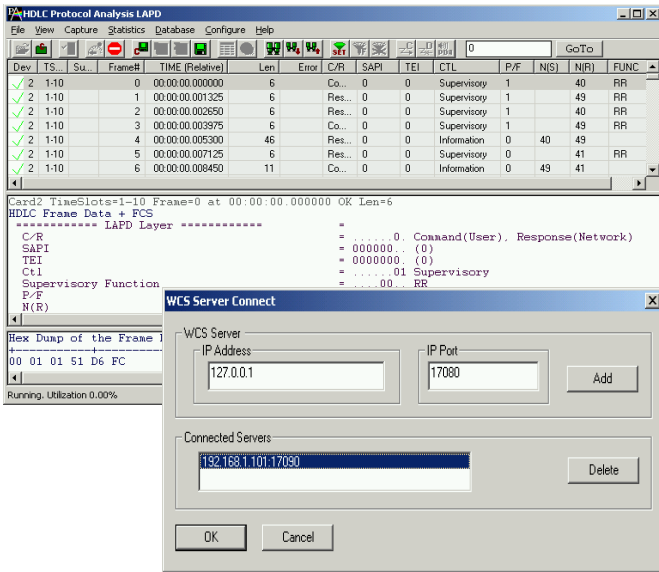 HDLC Protocol Analysis LAPD
File View Capture Statistics Database Configure Help
0 GoTo
Dev TS... Su... Frame# TIME (Relative) Len Error C/R SAPI TEI CTL P/F N(S) N(R) FUNC
2 1-10 0 00:00:00.000000 6 Co... 0 0 Supervisory 1 40 RR
2 1-10 1 00:00:00.001325 6 Res... 0 0 Supervisory 1 49 RR
2 1-10 2 00:00:00.002650 6 Res... 0 0 Supervisory 1 40 RR
2 1-10 3 00:00:00.003975 6 Co... 0 0 Supervisory 1 49 RR
2 1-10 4 00:00:00.005300 46 Res... 0 0 Information 0 40 49
2 1-10 5 00:00:00.007125 6 Res... 0 0 Supervisory 0 41 RR
2 1-10 6 00:00:00.008450 11 Co... 0 0 Information 0 49 41
Card2 TimeSlots=1-10 Frame=0 at 00:00:00.000000 OK Len=6
HDLC Frame Data + FCS
============ LAPD Layer ============ =
C/R = ......0. Command(User), Response(Network)
SAPI = 000000.. (0)
TEI = 0000000. (0)
Ctl = ......01 Supervisory
Supervisory Function = ....00.. RR
P/F
N(R)
Hex Dump of the Frame
00 01 01 51 D6 FC
Running. Utilization 0.00%
WCS Server Connect
WCS Server
IP Address
127.0.0.1
IP Port
17080
Add
Connected Servers
192.168.1.101:17090
Delete
OK Cancel